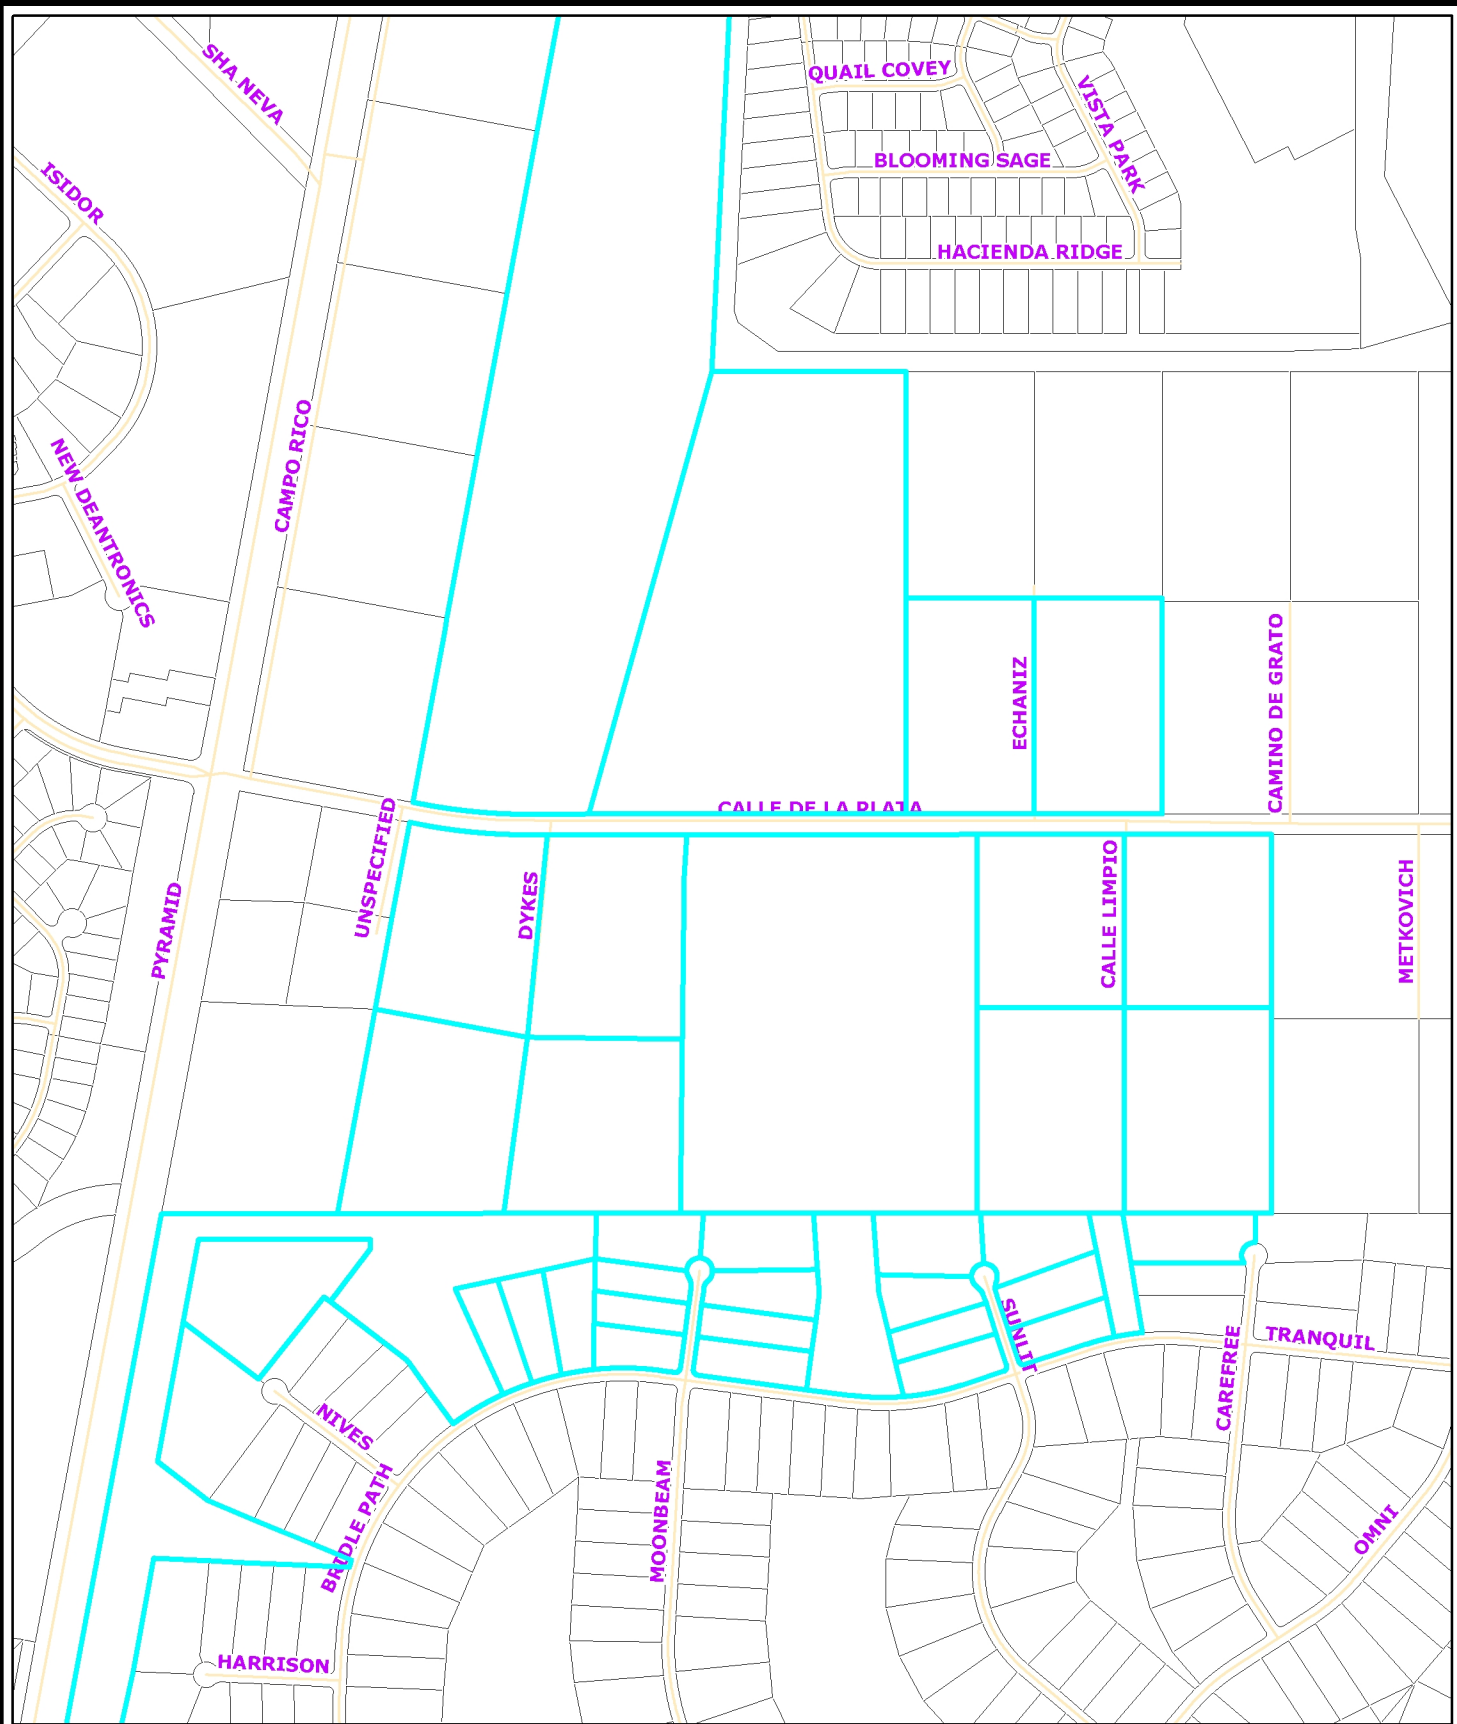 SHA NEVA
QUAIL COVEY
VISTA PARK
BLOOMING SAGE
ISIDOR
HACIENDA RIDGE
CAMPO RICO
NEW DEANTRONICS
ECHANIZ
CAMINO DE GRATO
CALLE DE LA PLATA
UNSPECIFIED
DYKES
CALLE LIMPIO
METKOVICH
PYRAMID
SUNLIT
TRANQUIL
CAREFREE
NIVES
BRIDLE PATH
MOONBEAM
OMNI
HARRISON